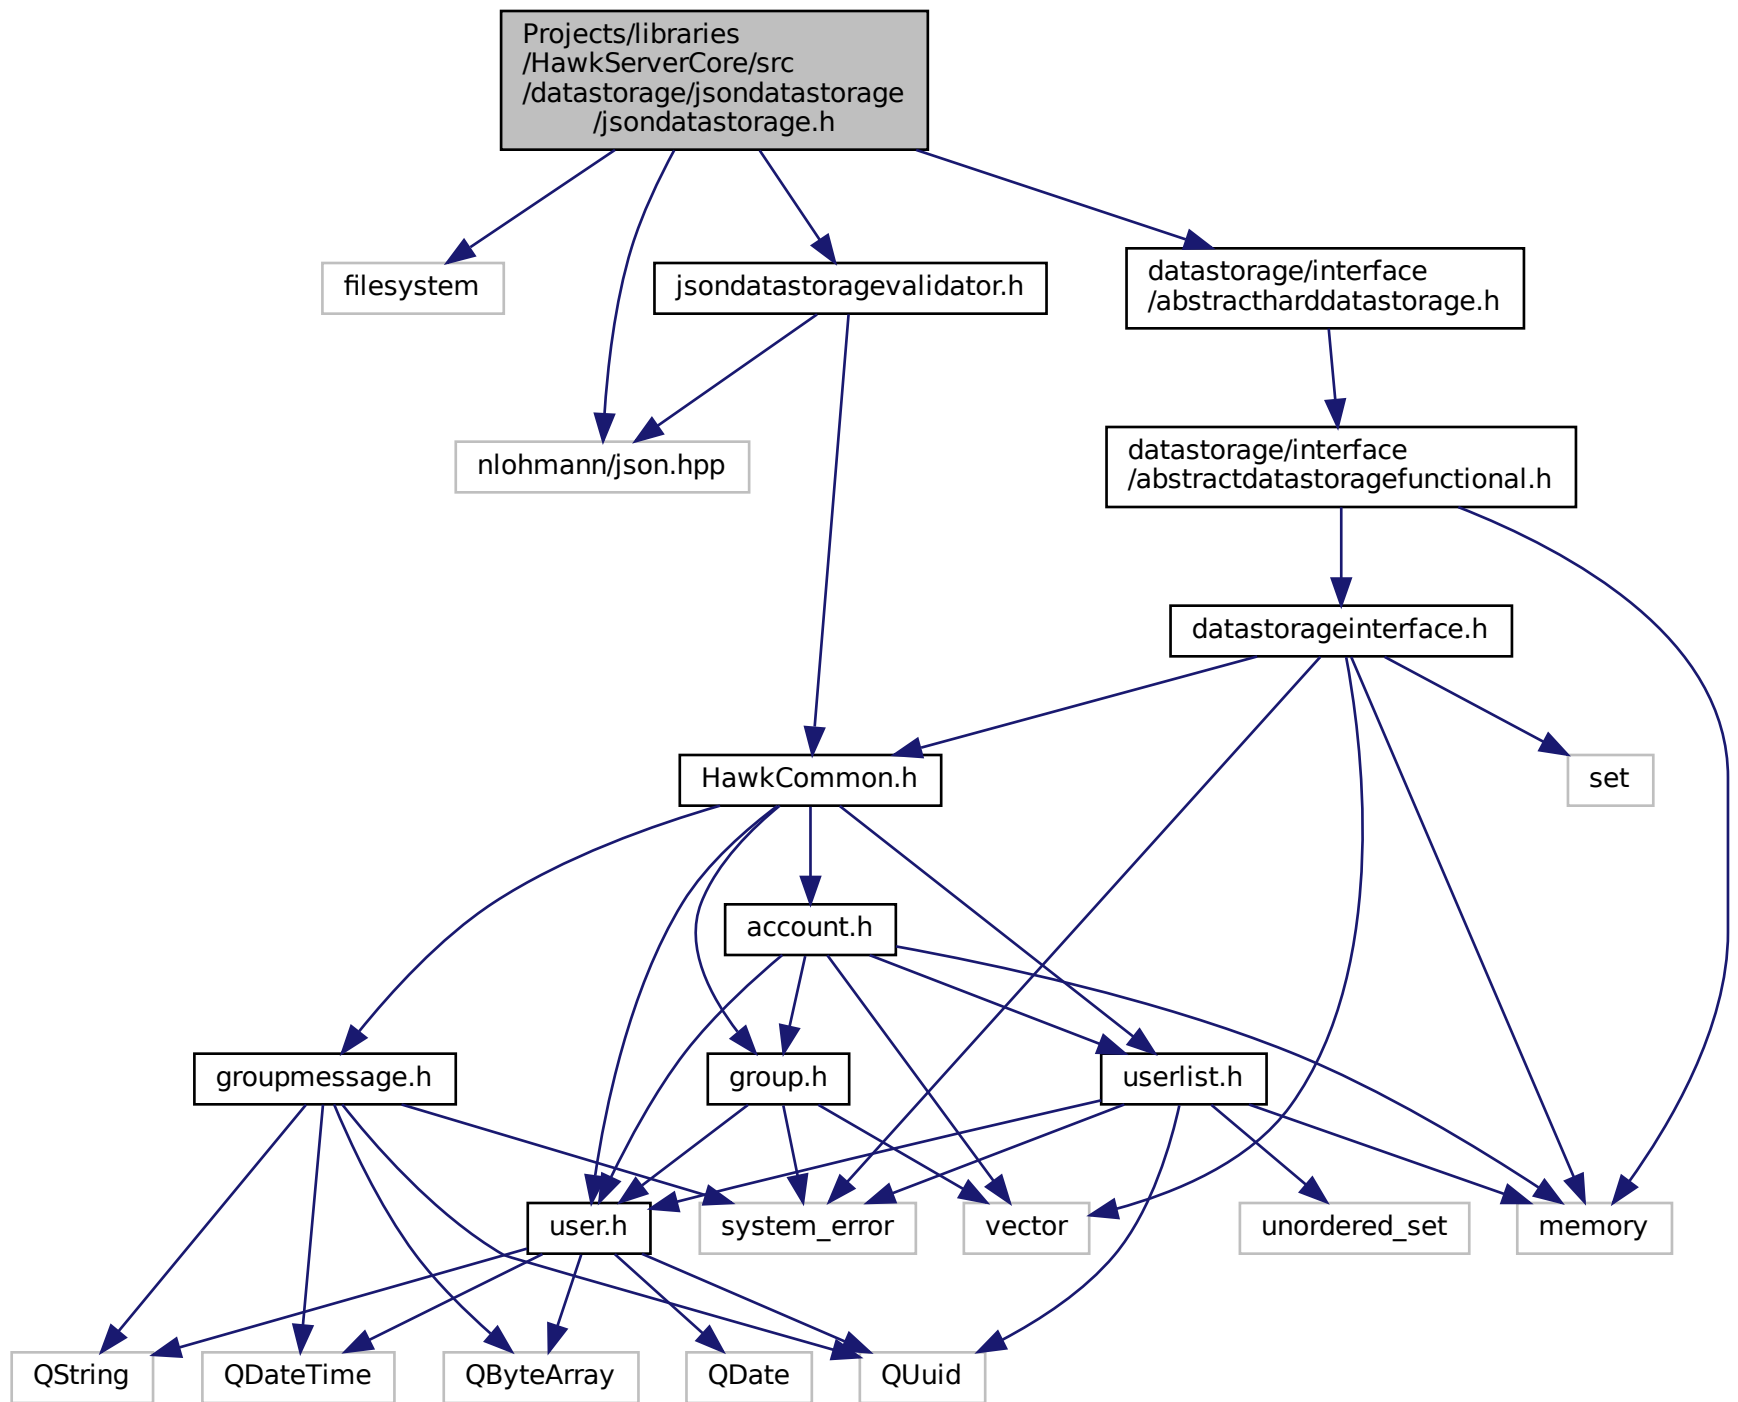 Projects/libraries
/HawkServerCore/src
/datastorage/jsondatastorage
/jsondatastorage.h
filesystem
jsondatastoragevalidator.h
datastorage/interface
/abstractharddatastorage.h
nlohmann/json.hpp
datastorage/interface
/abstractdatastoragefunctional.h
datastorageinterface.h
HawkCommon.h
set
account.h
groupmessage.h
group.h
userlist.h
user.h
system_error
vector
unordered_set
memory
QString
QDateTime
QByteArray
QDate
QUuid